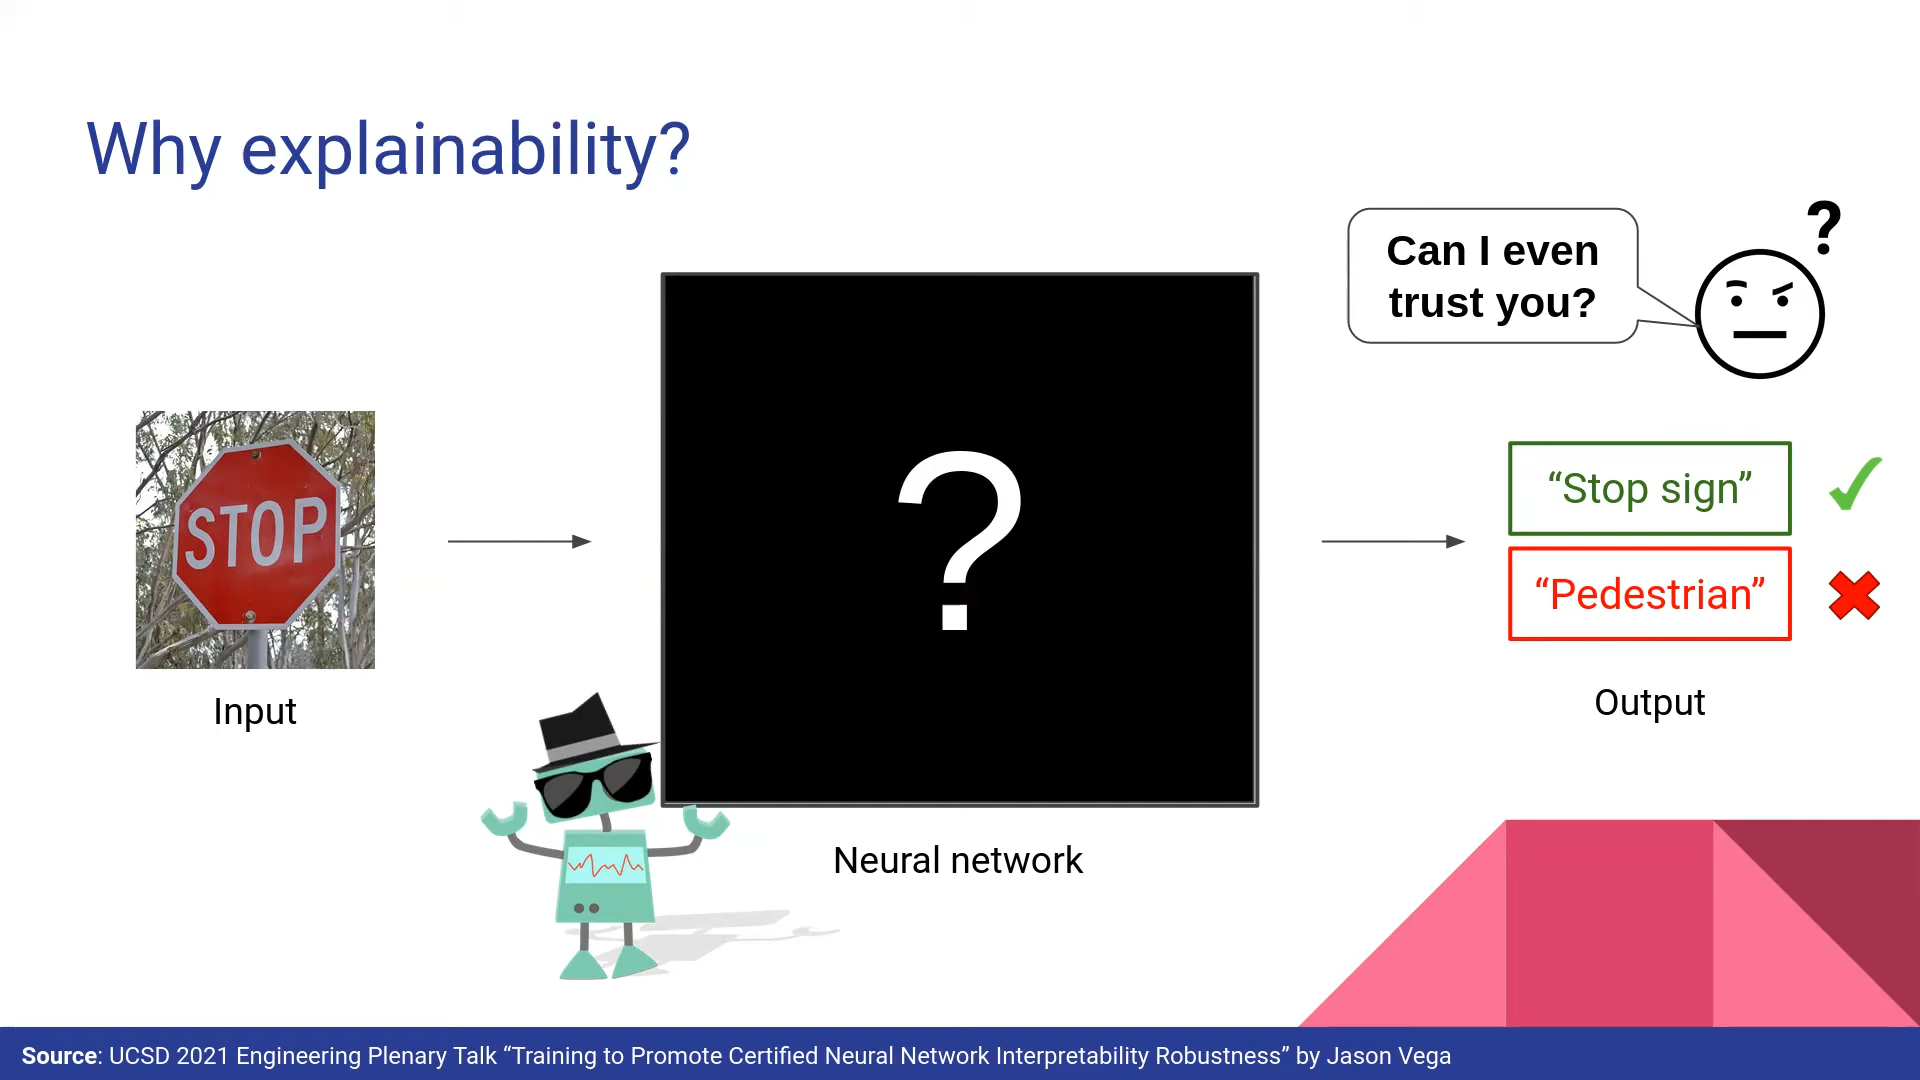 Why explainability?
?
Can I even
trust you?
STOP
?
“Stop sign”
“Pedestrian”
Input
Output
Neural network
Source: UCSD 2021 Engineering Plenary Talk “Training to Promote Certified Neural Network Interpretability Robustness” by Jason Vega